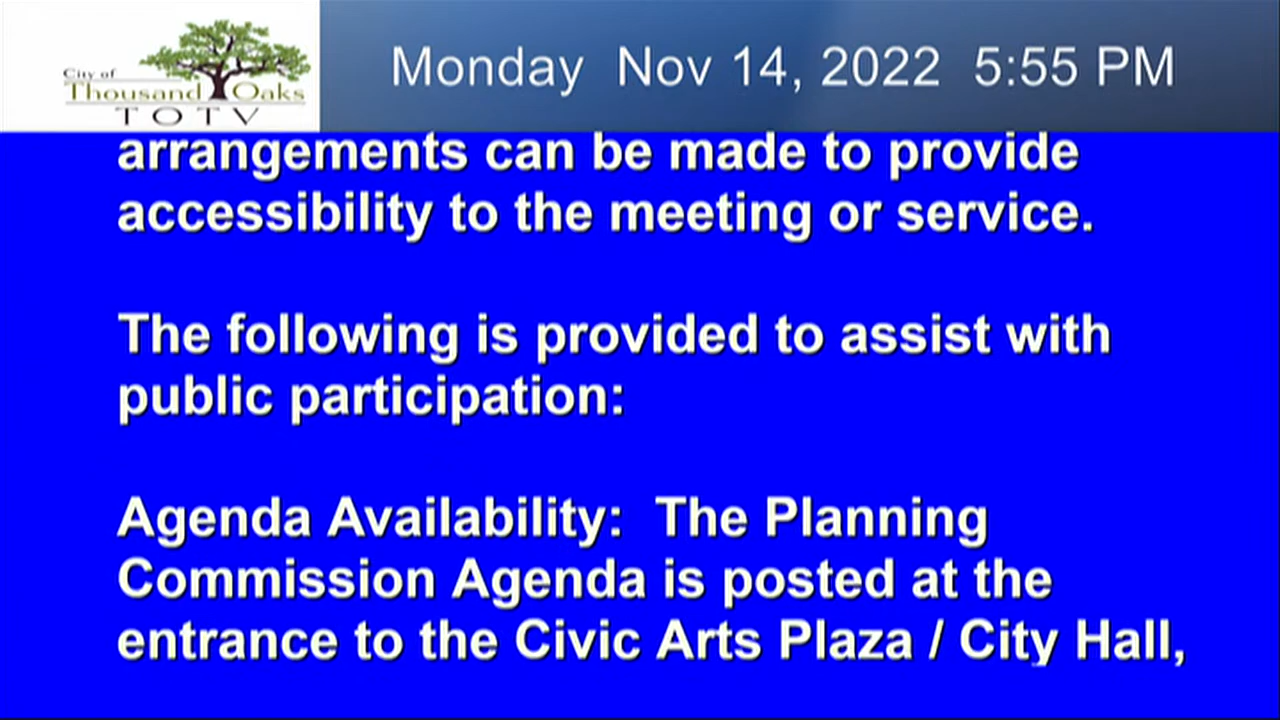 City of
Thousand Oaks
TOTV
Monday Nov 14, 2022 5:55 PM
arrangements can be made to provide
accessibility to the meeting or service.
The following is provided to assist with
public participation:
Agenda Availability: The Planning
Commission Agenda is posted at the
entrance to the Civic Arts Plaza / City Hall,